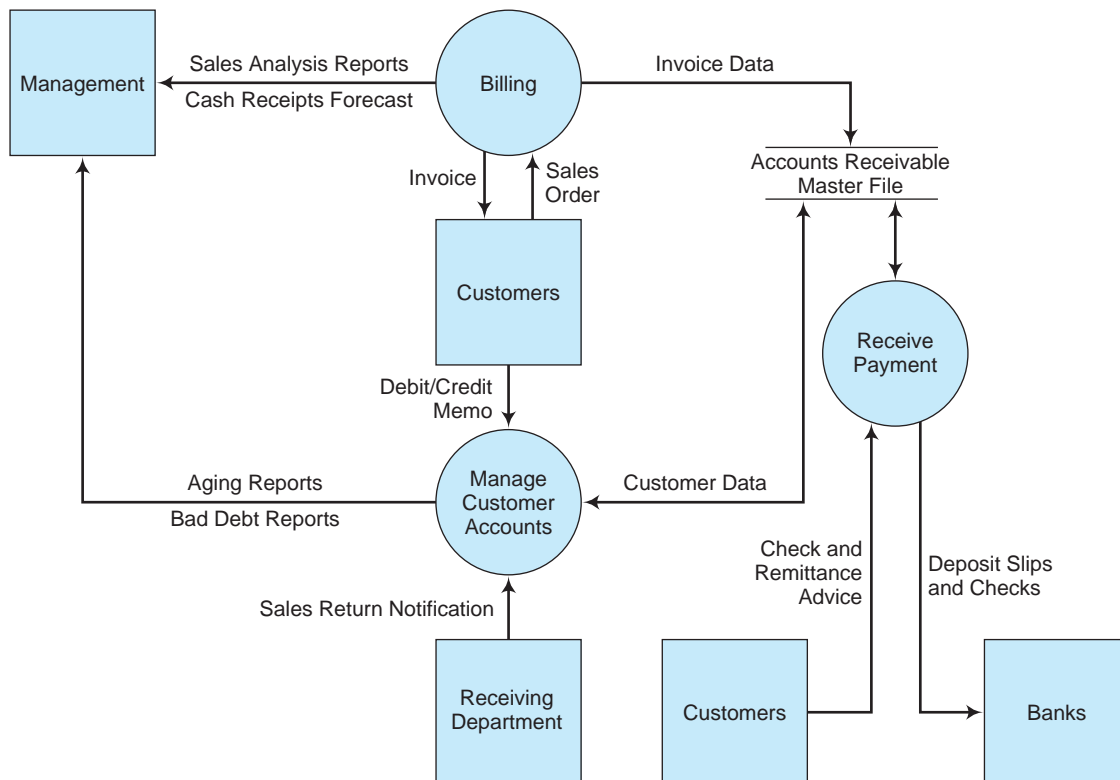 Management
Sales Analysis Reports
Cash Receipts Forecast
Billing
Invoice Data
Accounts Receivable
Master File
Invoice
Sales
Order
Customers
Receive
Payment
Debit/Credit
Memo
Aging Reports
Bad Debt Reports
Manage
Customer
Accounts
Customer Data
Check and
Remittance
Advice
Deposit Slips
and Checks
Sales Return Notification
Receiving
Department
Customers
Banks